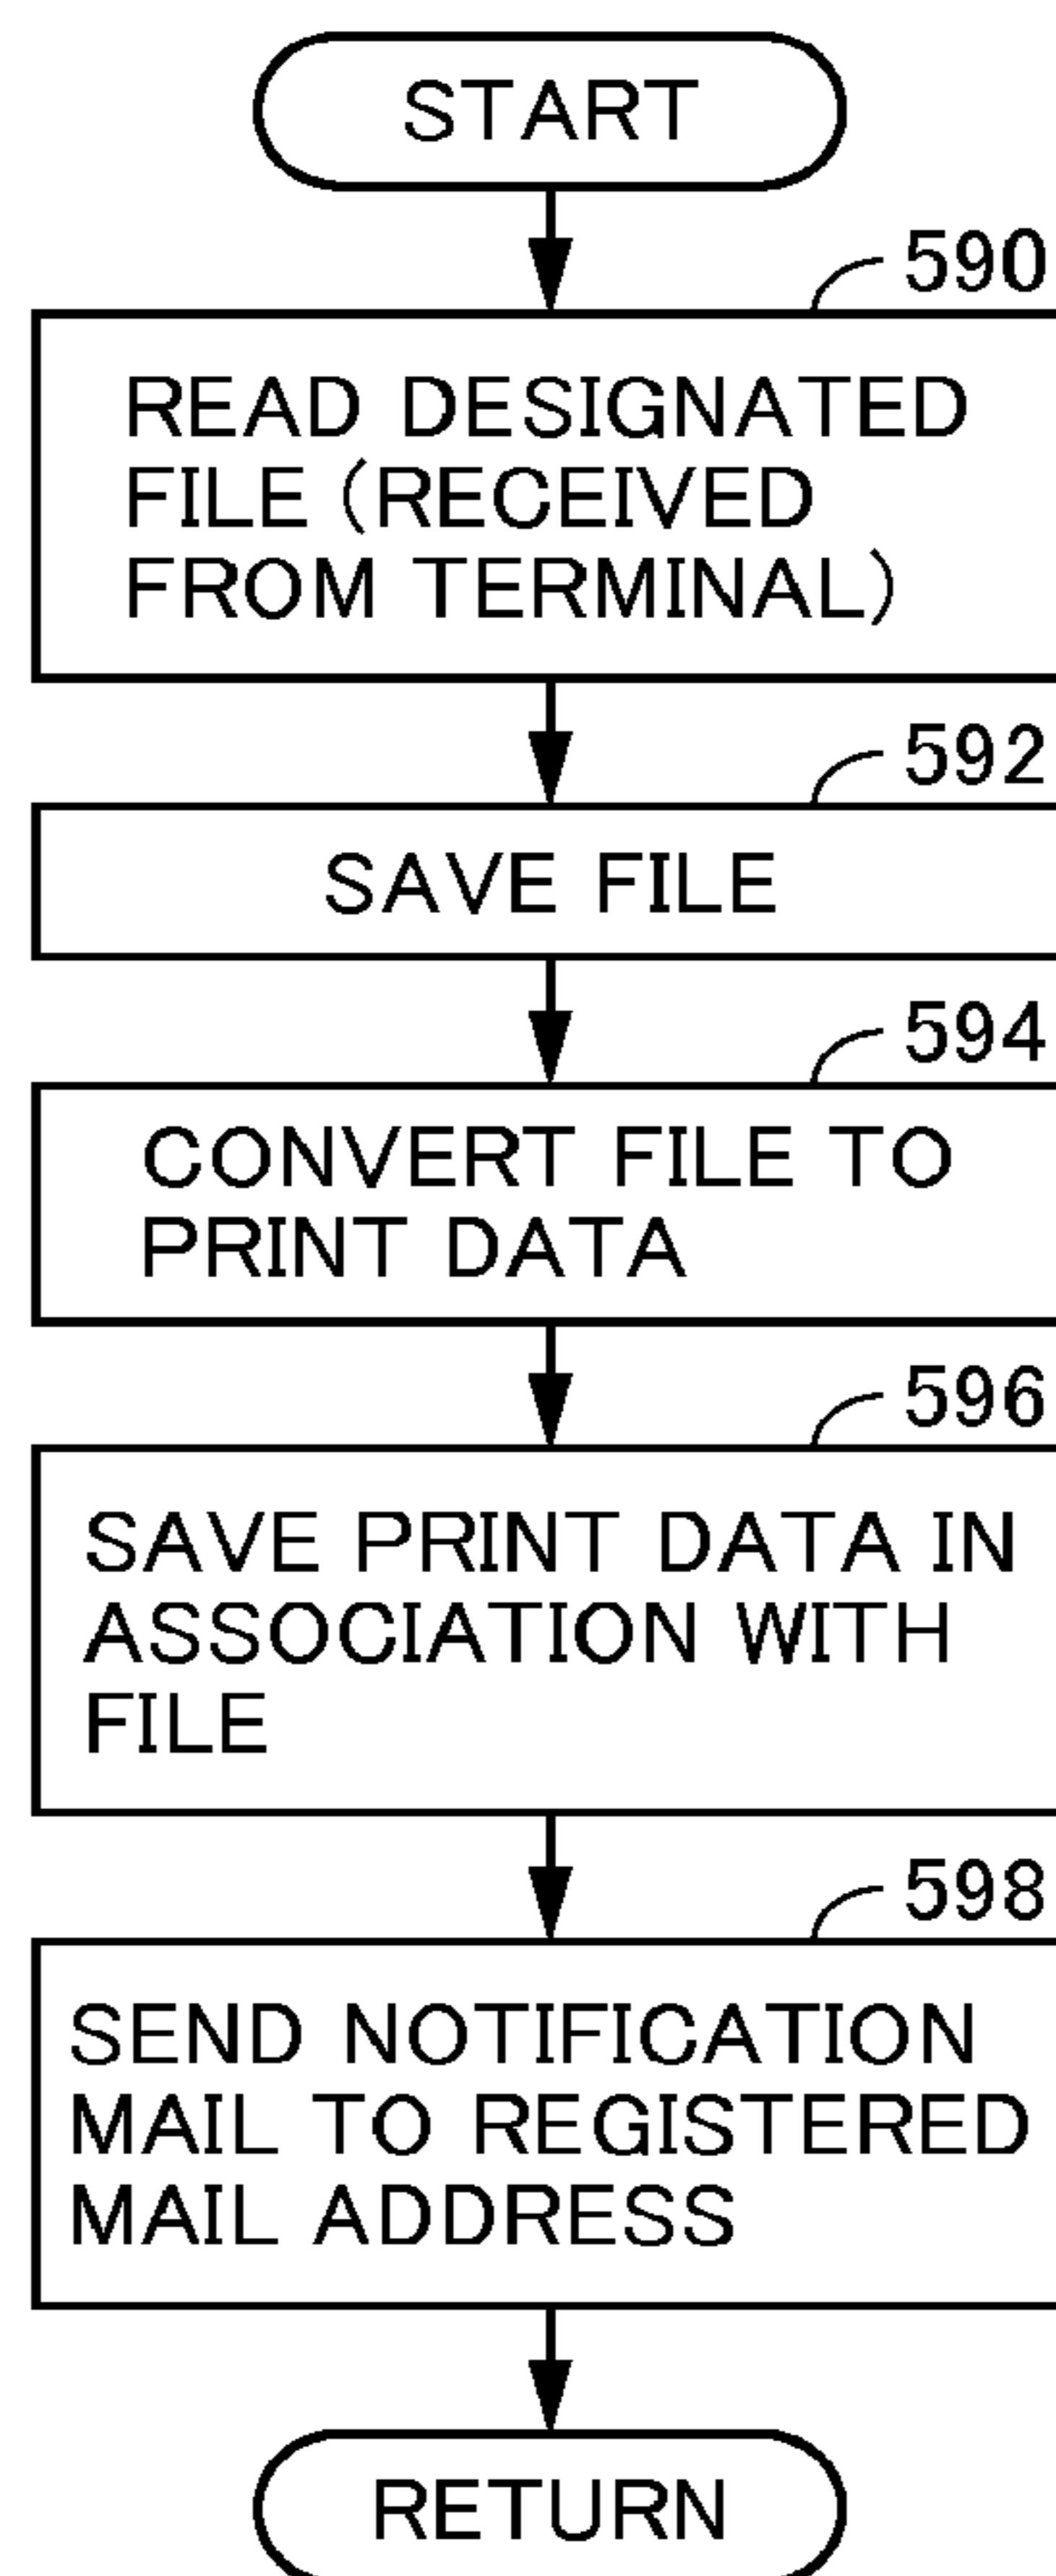 START
590
READ DESIGNATED
FILE (RECEIVED
FROM TERMINAL)
592
SAVE FILE
594
CONVERT FILE TO
PRINT DATA
596
SAVE PRINT DATA IN
ASSOCIATION WITH
FILE
598
SEND NOTIFICATION
MAIL TO REGISTERED
MAIL ADDRESS
RETURN